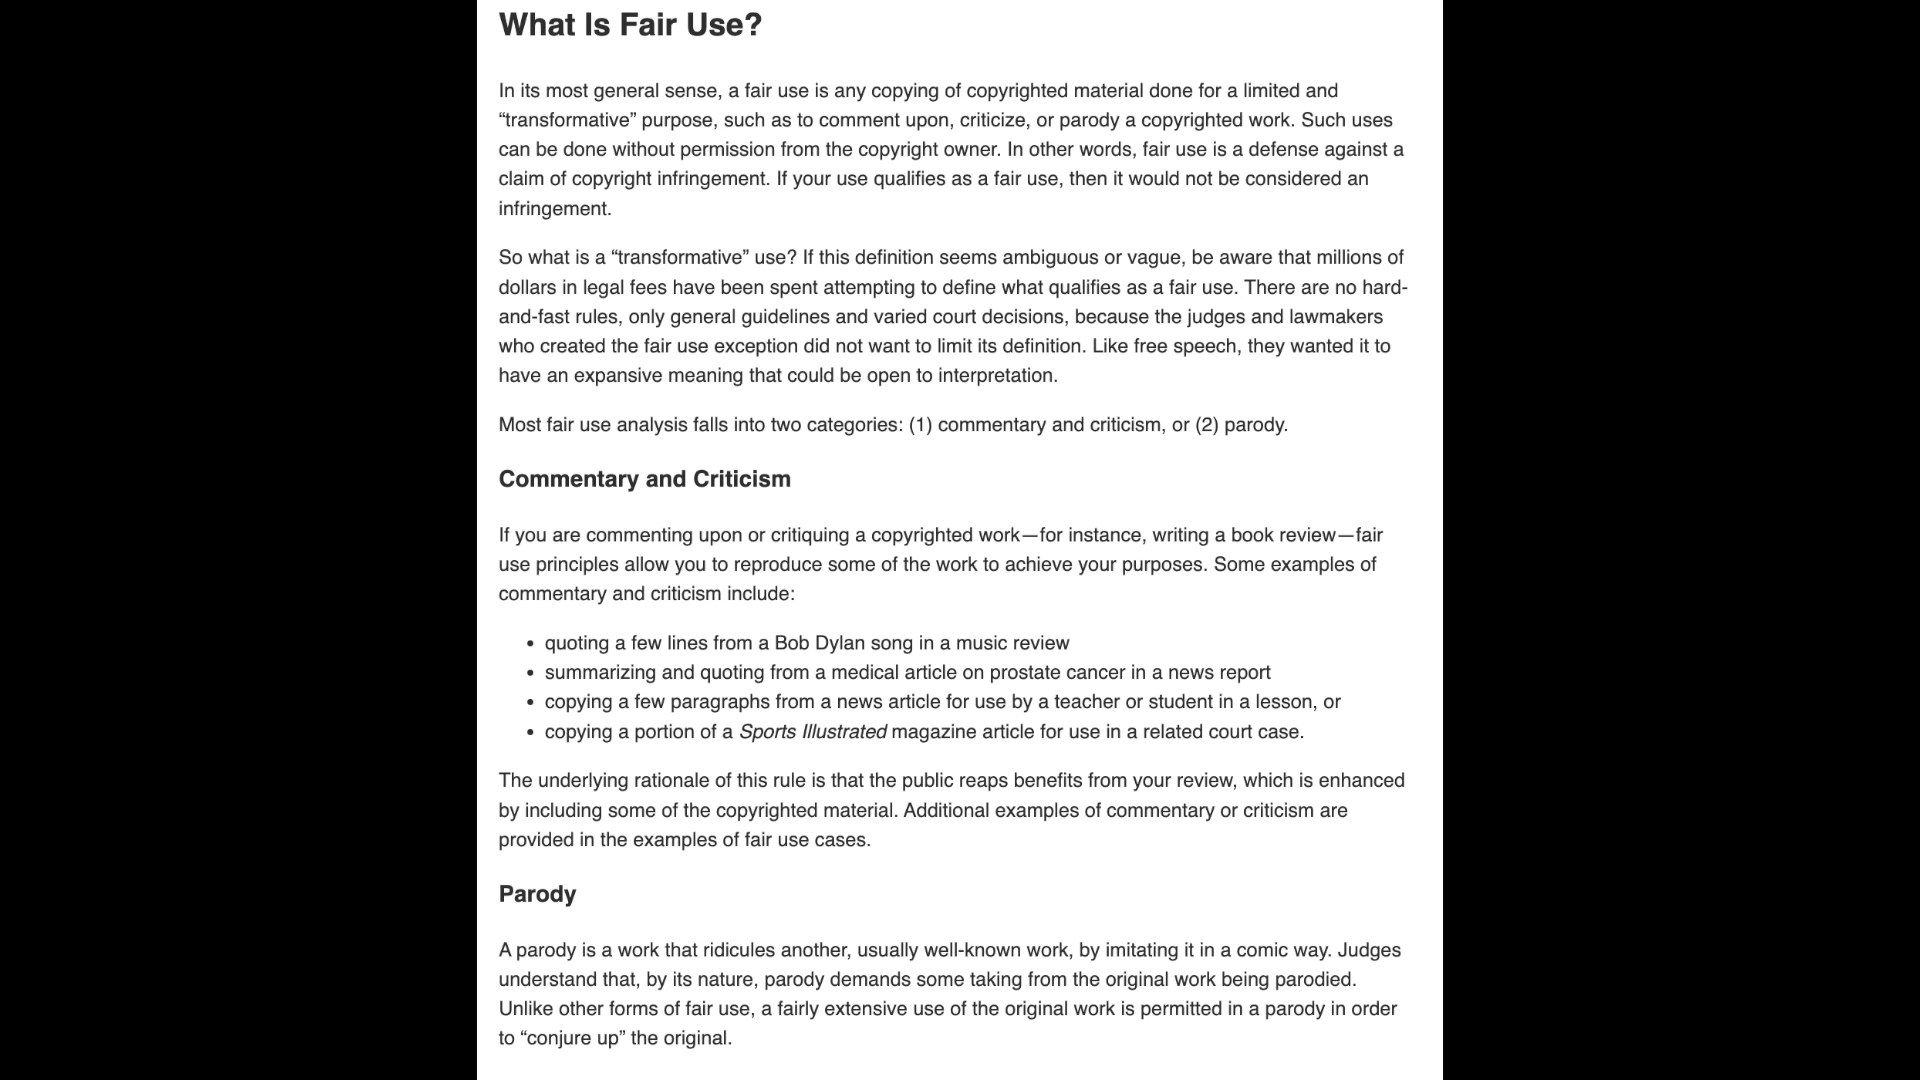 What Is Fair Use?
In its most general sense, a fair use is any copying of copyrighted material done for a limited and
“transformative” purpose, such as to comment upon, criticize, or parody a copyrighted work. Such uses
can be done without permission from the copyright owner. In other words, fair use is a defense against a
claim of copyright infringement. If your use qualifies as a fair use, then it would not be considered an
infringement.
So what is a “transformative” use? If this definition seems ambiguous or vague, be aware that millions of
dollars in legal fees have been spent attempting to define what qualifies as a fair use. There are no hard-
and-fast rules, only general guidelines and varied court decisions, because the judges and lawmakers
who created the fair use exception did not want to limit its definition. Like free speech, they wanted it to
have an expansive meaning that could be open to interpretation.
Most fair use analysis falls into two categories: (1) commentary and criticism, or (2) parody.
Commentary and Criticism
If you are commenting upon or critiquing a copyrighted work—for instance, writing a book review—fair
use principles allow you to reproduce some of the work to achieve your purposes. Some examples of
commentary and criticism include:
• quoting a few lines from a Bob Dylan song in a music review
• summarizing and quoting from a medical article on prostate cancer in a news report
• copying a few paragraphs from a news article for use by a teacher or student in a lesson, or
• copying a portion of a Sports Illustrated magazine article for use in a related court case.
The underlying rationale of this rule is that the public reaps benefits from your review, which is enhanced
by including some of the copyrighted material. Additional examples of commentary or criticism are
provided in the examples of fair use cases.
Parody
A parody is a work that ridicules another, usually well-known work, by imitating it in a comic way. Judges
understand that, by its nature, parody demands some taking from the original work being parodied.
Unlike other forms of fair use, a fairly extensive use of the original work is permitted in a parody in order
to “conjure up” the original.